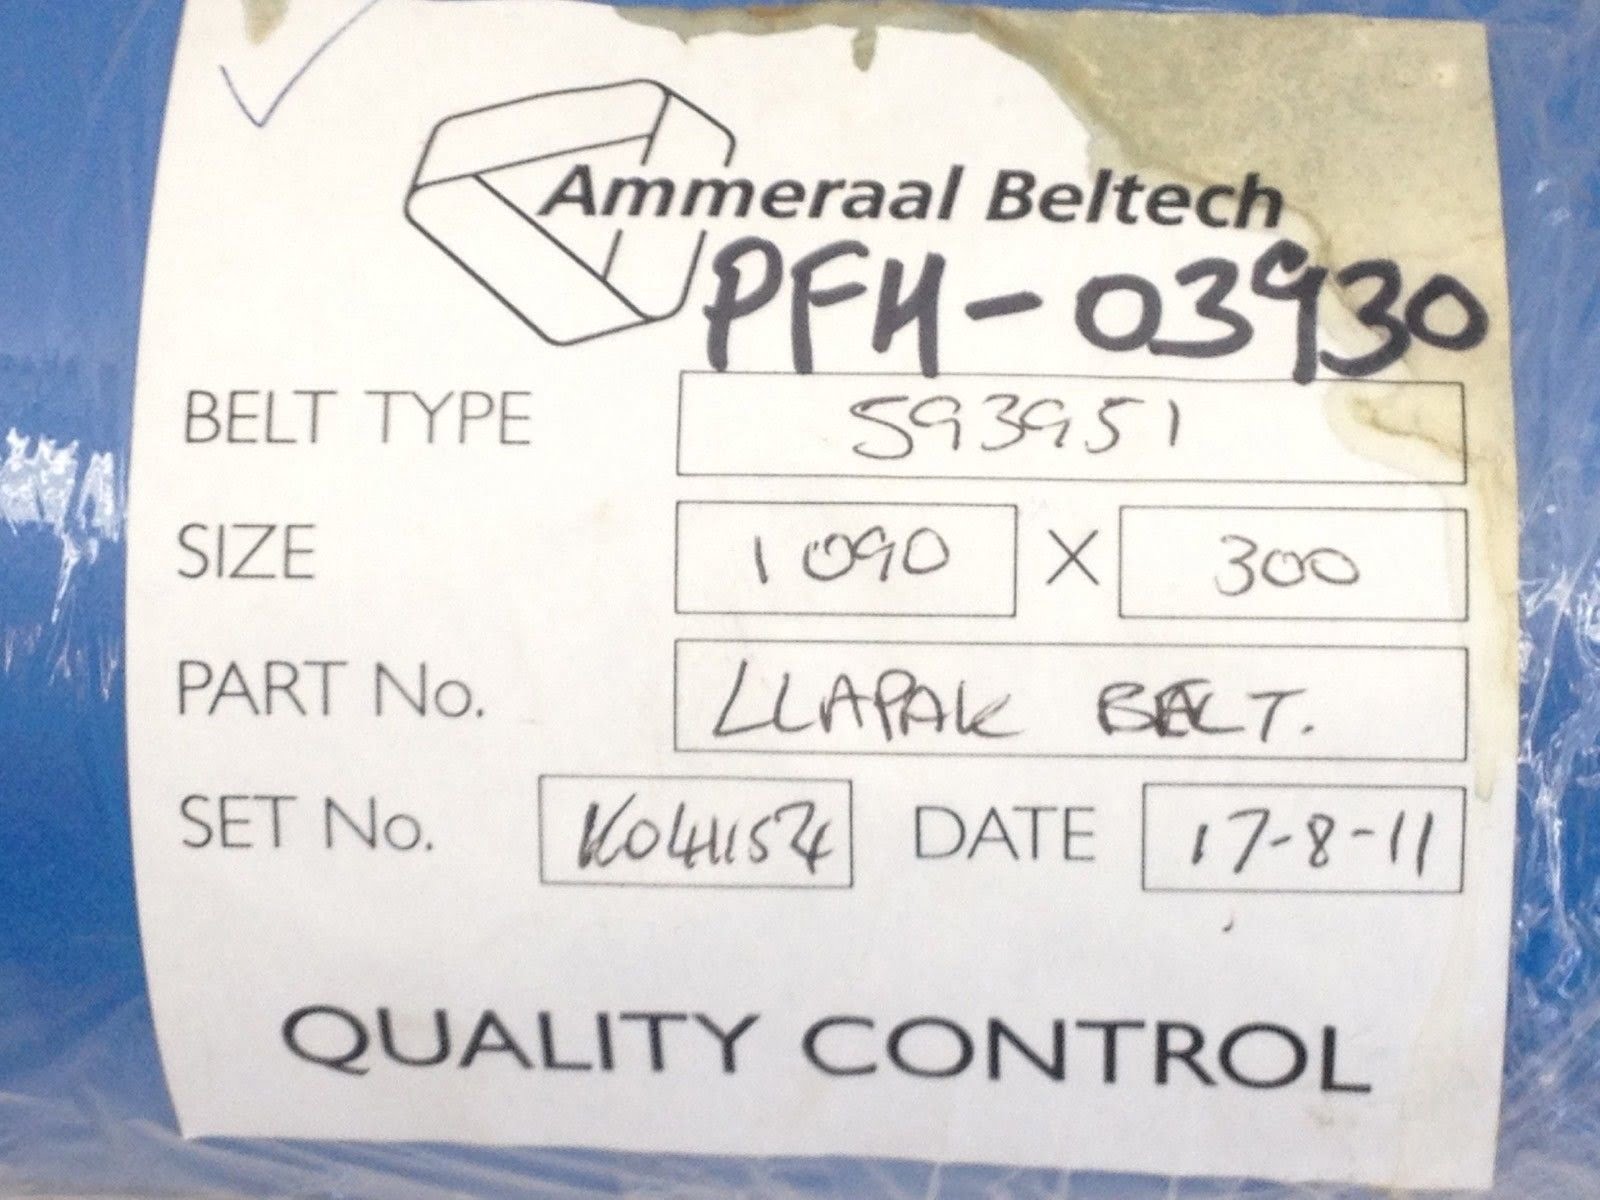 Ammeraal Beltech
PFH-03930
BELT TYPE 593951
SIZE 1090 X 300
PART No. LLAPAK BELT.
SET No. K041154 DATE 17-8-11
QUALITY CONTROL